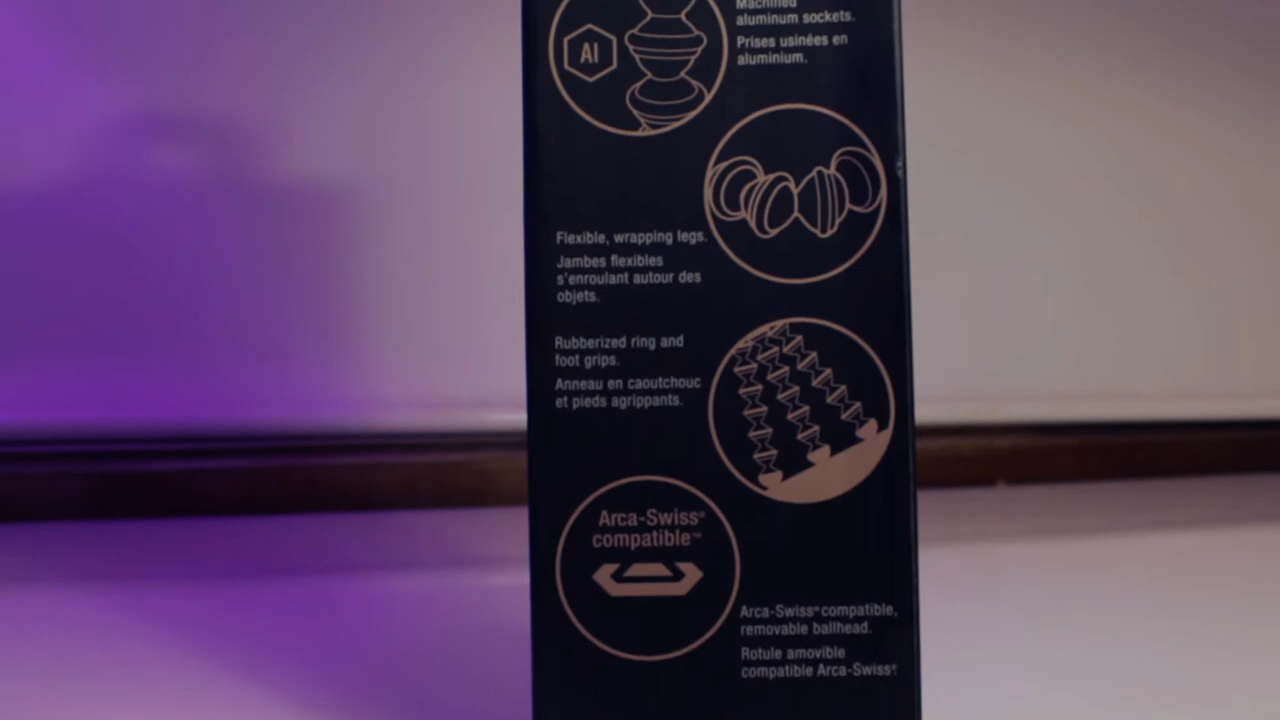 Machined
aluminum sockets.
Prises usinées en
aluminium.
Al
Flexible, wrapping legs.
Jambes flexibles
s'enroulant autour des
objets.
Rubberized ring and
foot grips.
Anneau en caoutchouc
et pieds agrippants.
Arca-Swiss®
compatible™
Arca-Swiss® compatible,
removable ballhead.
Rotule amovible
compatible Arca-Swiss®.